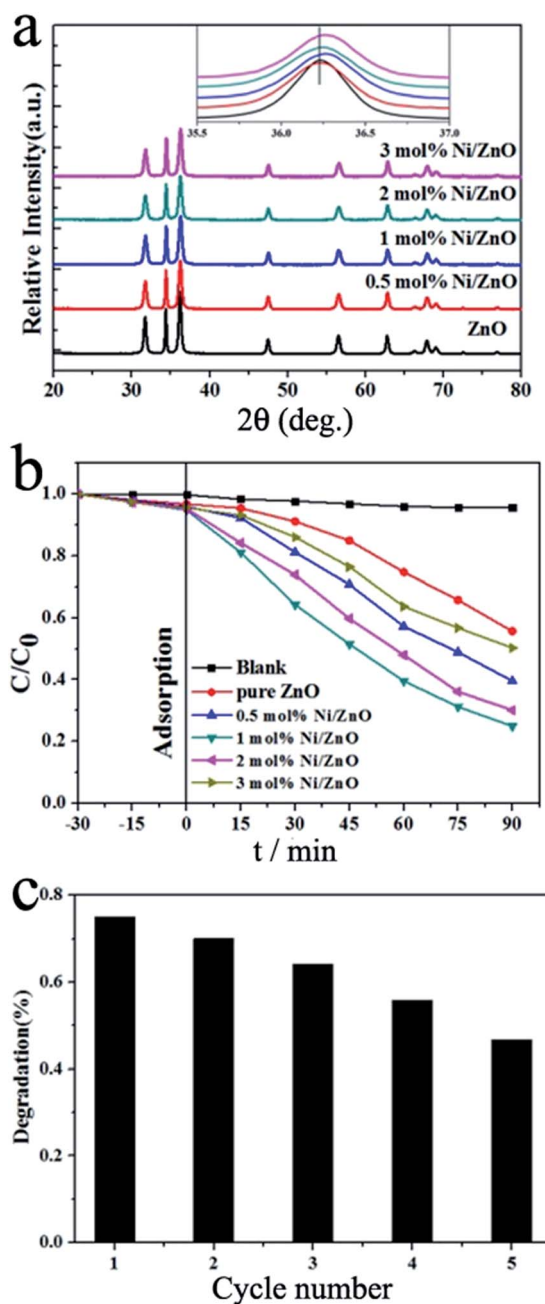 a
35.5 36.0 36.5 37.0
3 mol% Ni/ZnO
2 mol% Ni/ZnO
1 mol% Ni/ZnO
0.5 mol% Ni/ZnO
ZnO
Relative Intensity(a.u.)
20 30 40 50 60 70 80
2θ (deg.)
b
1.0
0.8
0.6
0.4
0.2
0.0
C/C0
Adsorption
Blank
pure ZnO
0.5 mol% Ni/ZnO
1 mol% Ni/ZnO
2 mol% Ni/ZnO
3 mol% Ni/ZnO
-30 -15 0 15 30 45 60 75 90
t / min
c
0.8
0.6
0.4
0.2
0.0
Degradation(%)
1 2 3 4 5
Cycle number